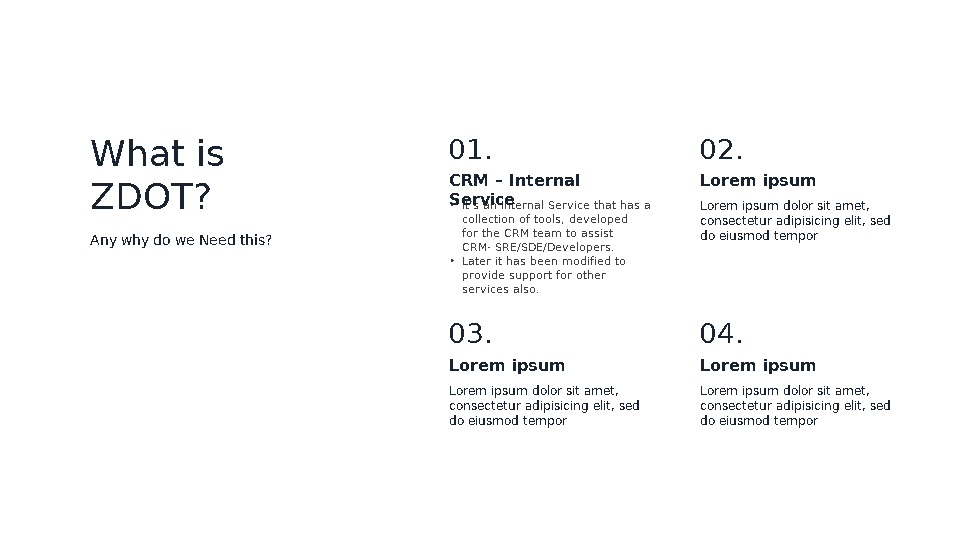 What is
ZDOT?
Any why do we Need this?
01.
CRM – Internal
Service
It's an Internal Service that has a
collection of tools, developed
for the CRM team to assist
CRM- SRE/SDE/Developers.
• Later it has been modified to
provide support for other
services also.
02.
Lorem ipsum
Lorem ipsum dolor sit amet,
consectetur adipisicing elit, sed
do eiusmod tempor
03.
Lorem ipsum
Lorem ipsum dolor sit amet,
consectetur adipisicing elit, sed
do eiusmod tempor
04.
Lorem ipsum
Lorem ipsum dolor sit amet,
consectetur adipisicing elit, sed
do eiusmod tempor